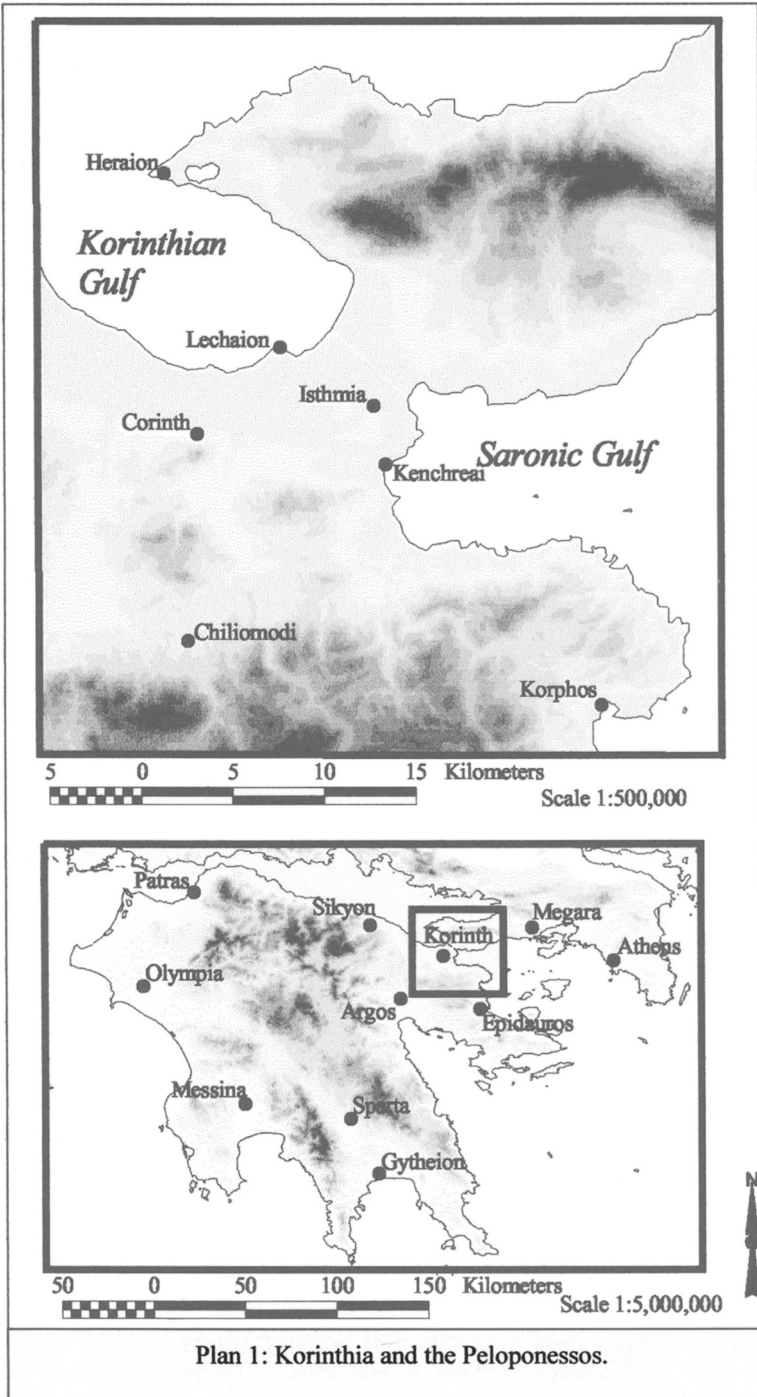 Heraion
Korinthian
Gulf
Lechaion
Isthmia
Corinth
Saronic Gulf
Kenchreai
Chiliomodi
Korphos
5 0 5 10 15 Kilometers
Scale 1:500,000
Patras
Sikyon
Megara
Korinth
Athens
Olympia
Argos
Epidauros
Messina
Sparta
Gytheion
N
50 0 50 100 150 Kilometers
Scale 1:5,000,000
Plan 1: Korinthia and the Peloponessos.